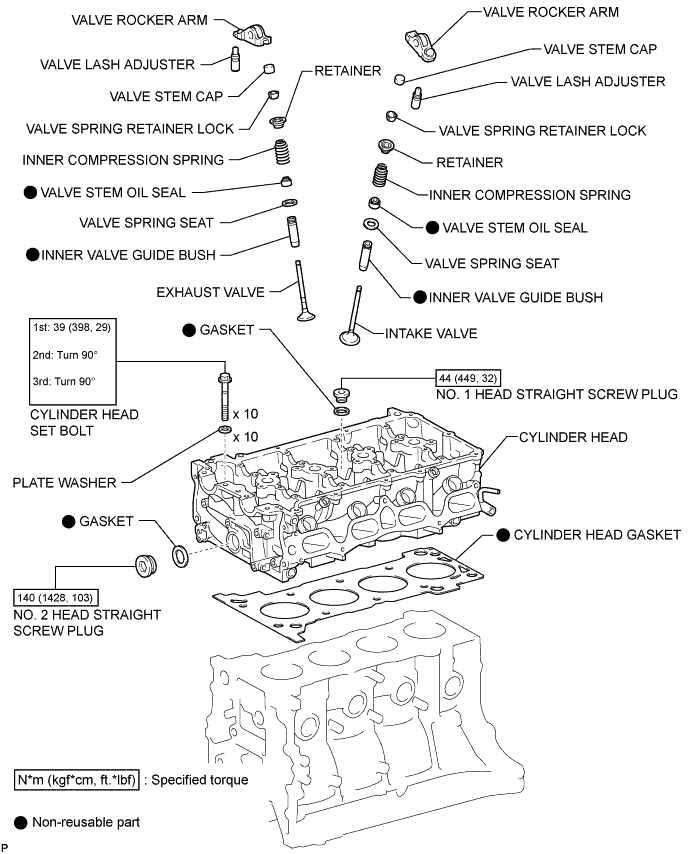 VALVE ROCKER ARM
VALVE ROCKER ARM
VALVE LASH ADJUSTER
VALVE STEM CAP
RETAINER
VALVE STEM CAP
VALVE LASH ADJUSTER
VALVE SPRING RETAINER LOCK
VALVE SPRING RETAINER LOCK
INNER COMPRESSION SPRING
RETAINER
VALVE STEM OIL SEAL
INNER COMPRESSION SPRING
VALVE SPRING SEAT
VALVE STEM OIL SEAL
INNER VALVE GUIDE BUSH
VALVE SPRING SEAT
EXHAUST VALVE
INNER VALVE GUIDE BUSH
GASKET
INTAKE VALVE
1st: 39 (398, 29)
2nd: Turn 90°
3rd: Turn 90°
CYLINDER HEAD
SET BOLT
x 10
x 10
44 (449, 32)
NO. 1 HEAD STRAIGHT SCREW PLUG
CYLINDER HEAD
PLATE WASHER
GASKET
CYLINDER HEAD GASKET
140 (1428, 103)
NO. 2 HEAD STRAIGHT
SCREW PLUG
N*m (kgf*cm, ft.*lbf) : Specified torque
Non-reusable part
P